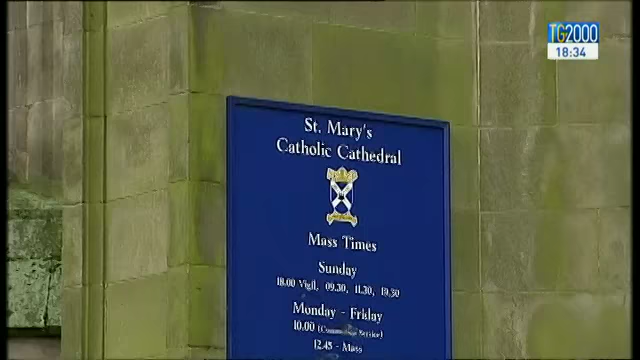 TG2000
18:34
St. Mary's
Catholic Cathedral
Mass Times
Sunday
18.00 Vigil, 09.30, 11.30, 19.30
Monday - Friday
10.00 (Service)
12.45 - Mass